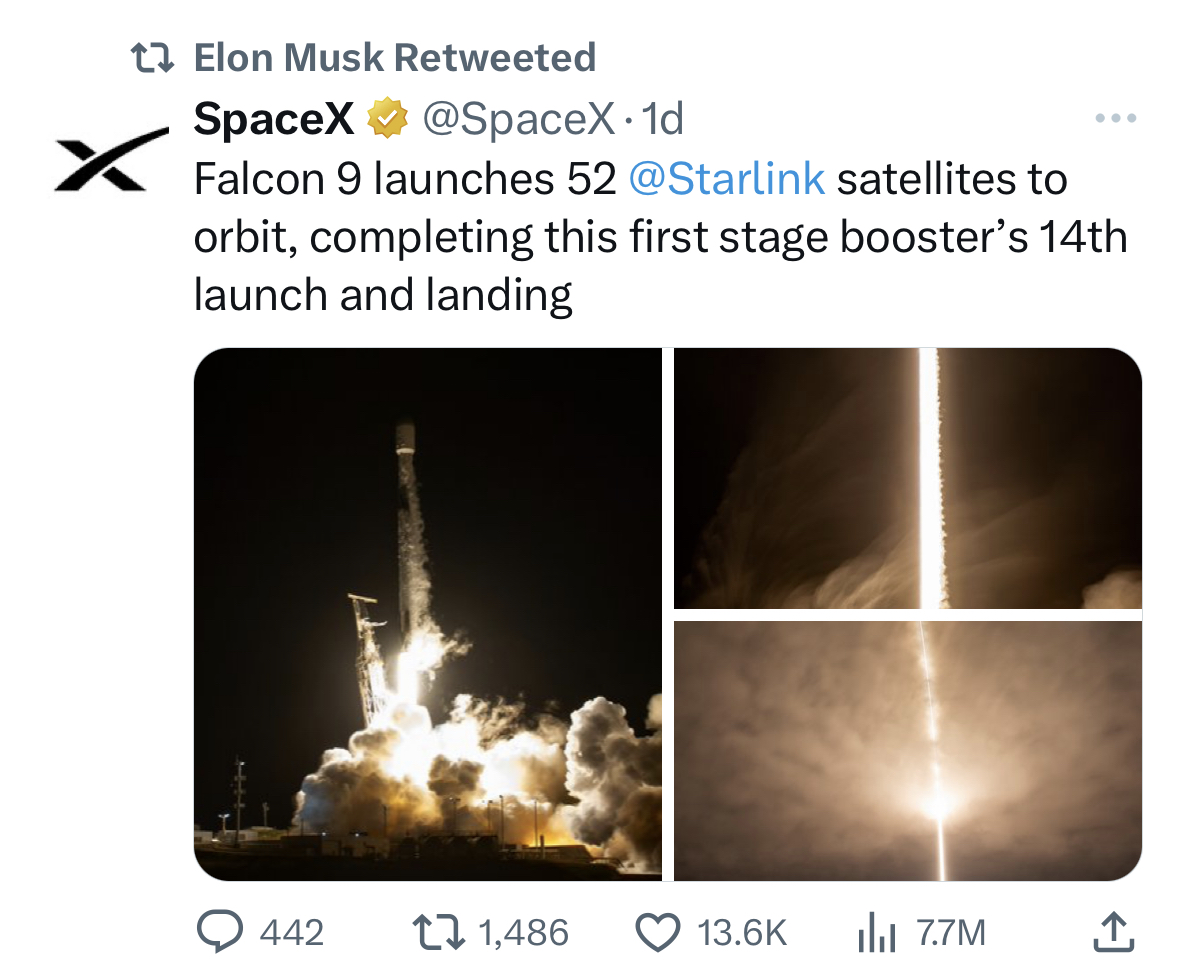 Elon Musk Retweeted
SpaceX @SpaceX · 1d
Falcon 9 launches 52 @Starlink satellites to
orbit, completing this first stage booster’s 14th
launch and landing
442 1,486 13.6K 7.7M